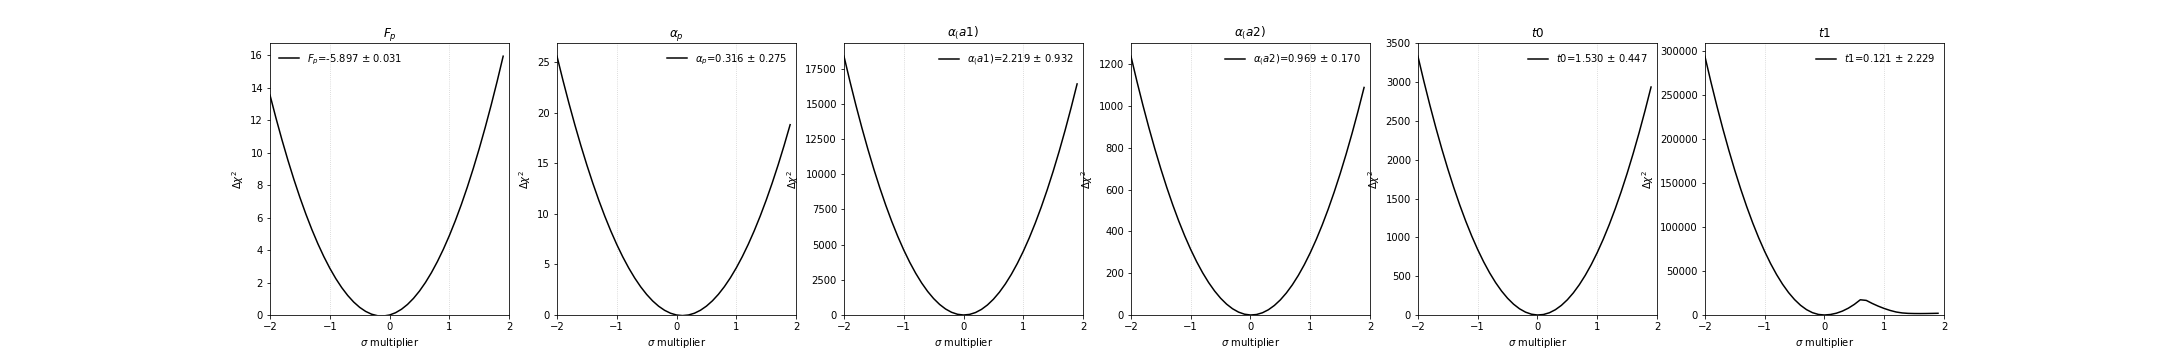 F_p
α_p
α₍a1)
α₍a2)
t0
t1
F_p=-5.897 ± 0.031
α_p=0.316 ± 0.275
α₍a1)=2.219 ± 0.932
α₍a2)=0.969 ± 0.170
t0=1.530 ± 0.447
t1=0.121 ± 2.229
16
14
12
10
8
6
4
2
0
Δχ²
−2 −1 0 1 2
σ multiplier
25
20
15
10
5
0
Δχ²
−2 −1 0 1 2
σ multiplier
17500
15000
12500
10000
7500
5000
2500
0
Δχ²
−2 −1 0 1 2
σ multiplier
1200
1000
800
600
400
200
0
Δχ²
−2 −1 0 1 2
σ multiplier
3500
3000
2500
2000
1500
1000
500
0
Δχ²
−2 −1 0 1 2
σ multiplier
300000
250000
200000
150000
100000
50000
0
Δχ²
−2 −1 0 1 2
σ multiplier